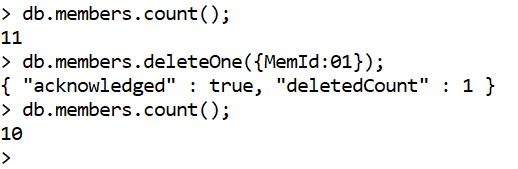 > db.members.count();
11
> db.members.deleteOne({MemId:01});
{ "acknowledged" : true, "deletedCount" : 1 }
> db.members.count();
10
>